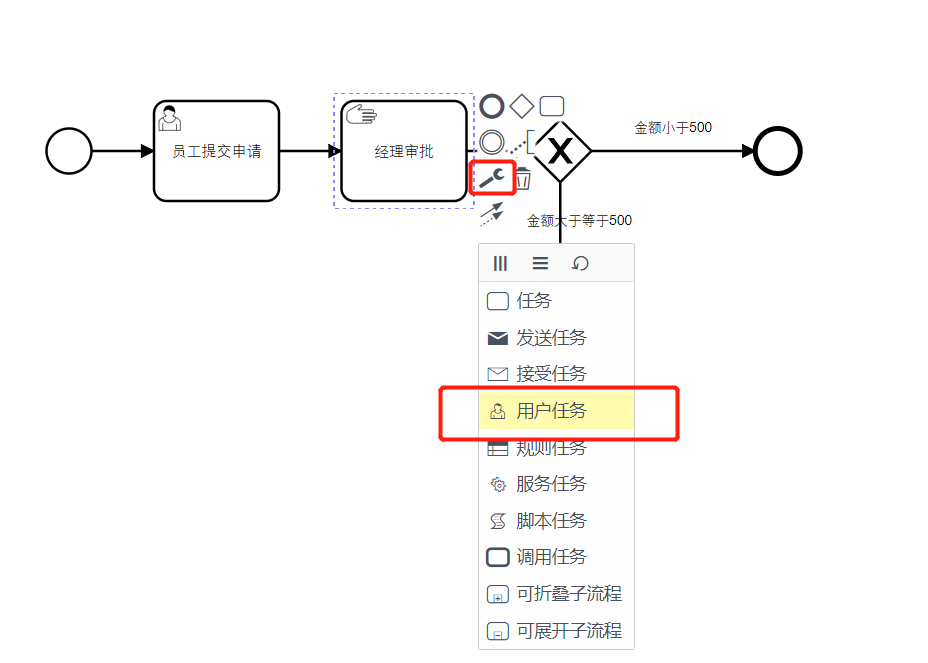 员工提交申请
经理审批
金额小于500
金额大于等于500
任务
发送任务
接受任务
用户任务
规则任务
服务任务
脚本任务
调用任务
可折叠子流程
可展开子流程